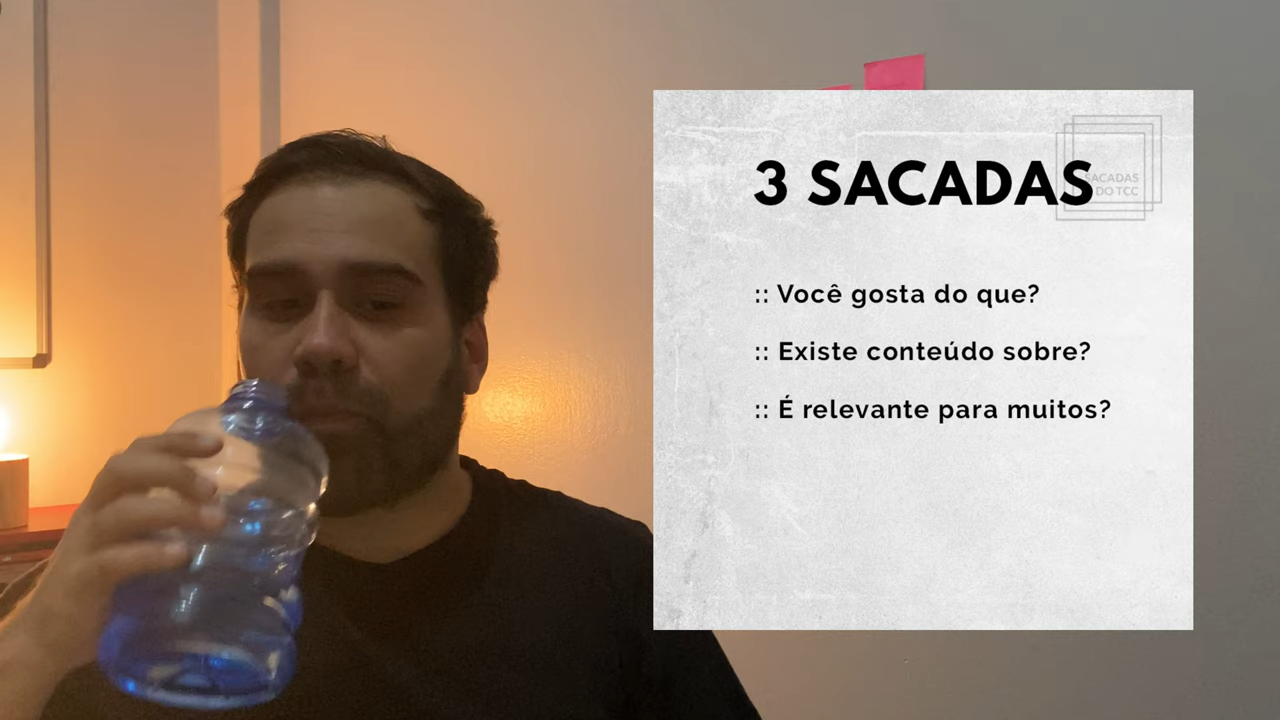 3 SACADAS
SACADAS
DO TCC
:: Você gosta do que?
:: Existe conteúdo sobre?
:: É relevante para muitos?